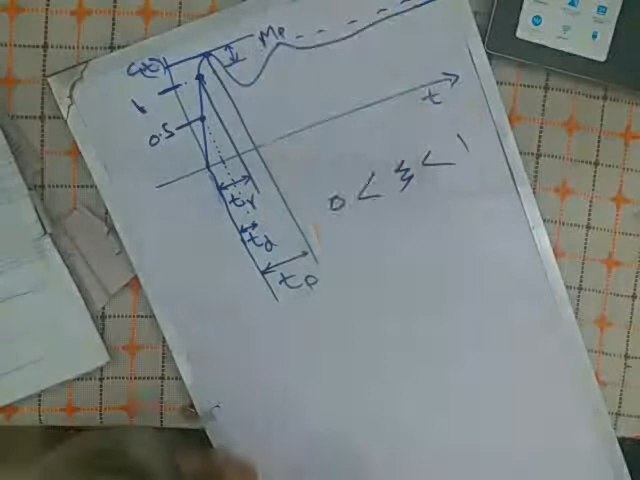 c(t)
Mp
1
0.5
t
0 < ξ < 1
tr
td
tp